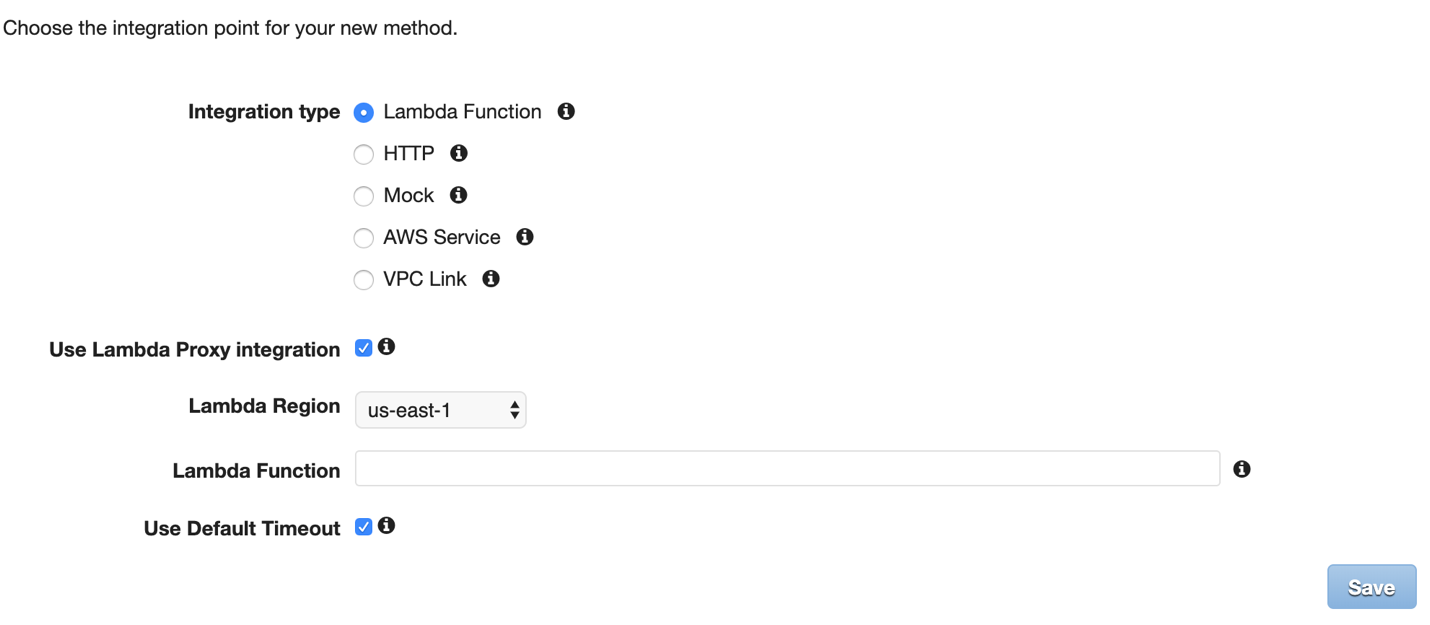 Choose the integration point for your new method.
Integration type Lambda Function
HTTP
Mock
AWS Service
VPC Link
Use Lambda Proxy integration
Lambda Region us-east-1
Lambda Function
Use Default Timeout
Save